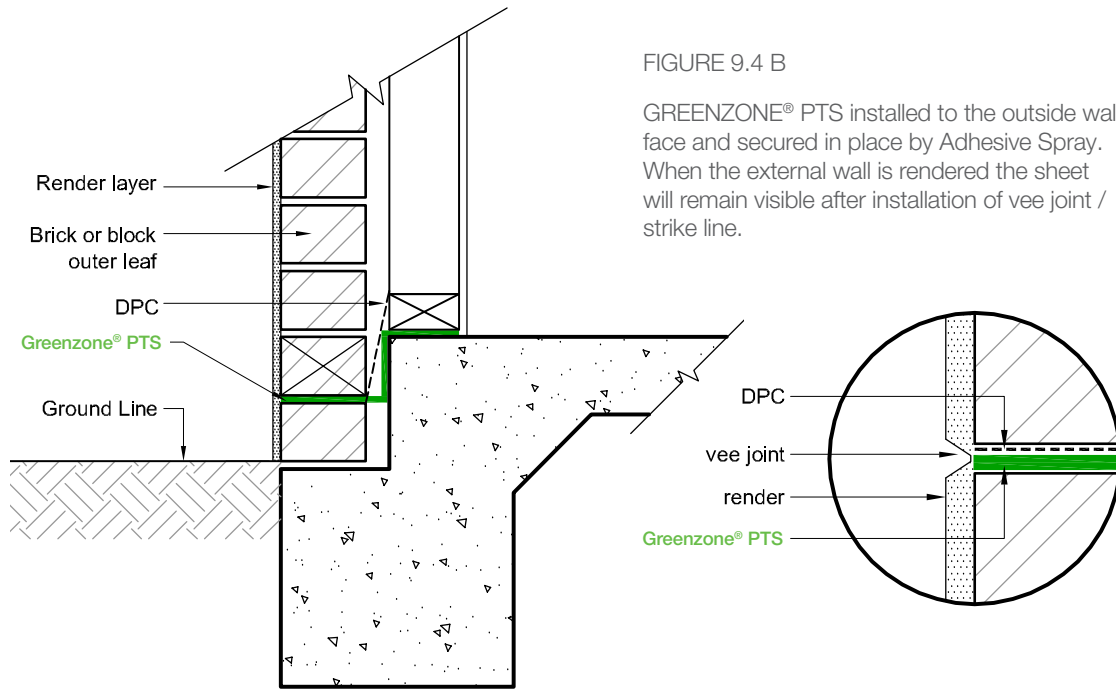 FIGURE 9.4 B
GREENZONE® PTS installed to the outside wal
face and secured in place by Adhesive Spray.
When the external wall is rendered the sheet
will remain visible after installation of vee joint /
strike line.
Render layer
Brick or block
outer leaf
DPC
Greenzone® PTS
Ground Line
DPC
vee joint
render
Greenzone® PTS